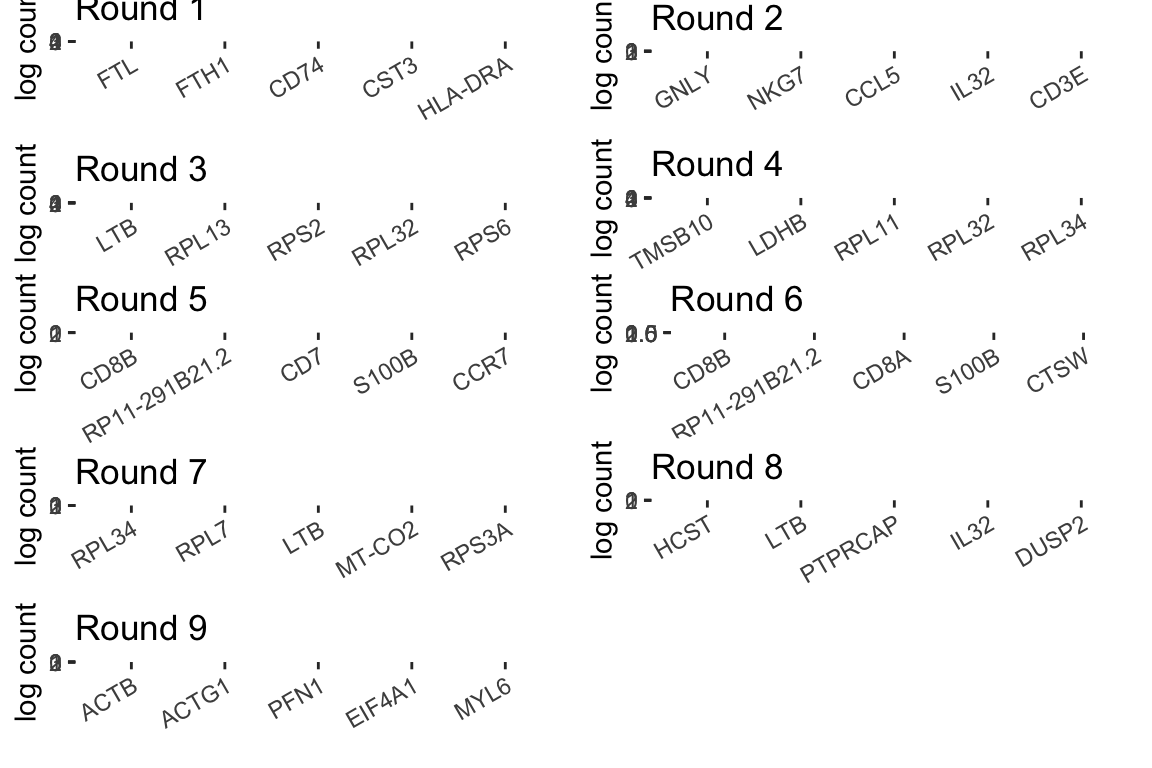 Round 1
log coun
FTL FTH1 CD74 CST3 HLA-DRA
Round 2
log coun
GNLY NKG7 CCL5 IL32 CD3E
Round 3
log count
LTB RPL13 RPS2 RPL32 RPS6
Round 4
log count
TMSB10 LDHB RPL11 RPL32 RPL34
Round 5
log count
CD8B RP11-291B21.2 CD7 S100B CCR7
Round 6
log count
CD8B RP11-291B21.2 CD8A S100B CTSW
Round 7
log count
RPL34 RPL7 LTB MT-CO2 RPS3A
Round 8
log count
HCST LTB PTPRCAP IL32 DUSP2
Round 9
log count
ACTB ACTG1 PFN1 EIF4A1 MYL6